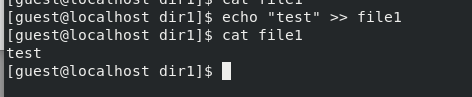 [guest@localhost dir1]$ cat file1
[guest@localhost dir1]$ echo "test" >> file1
[guest@localhost dir1]$ cat file1
test
[guest@localhost dir1]$